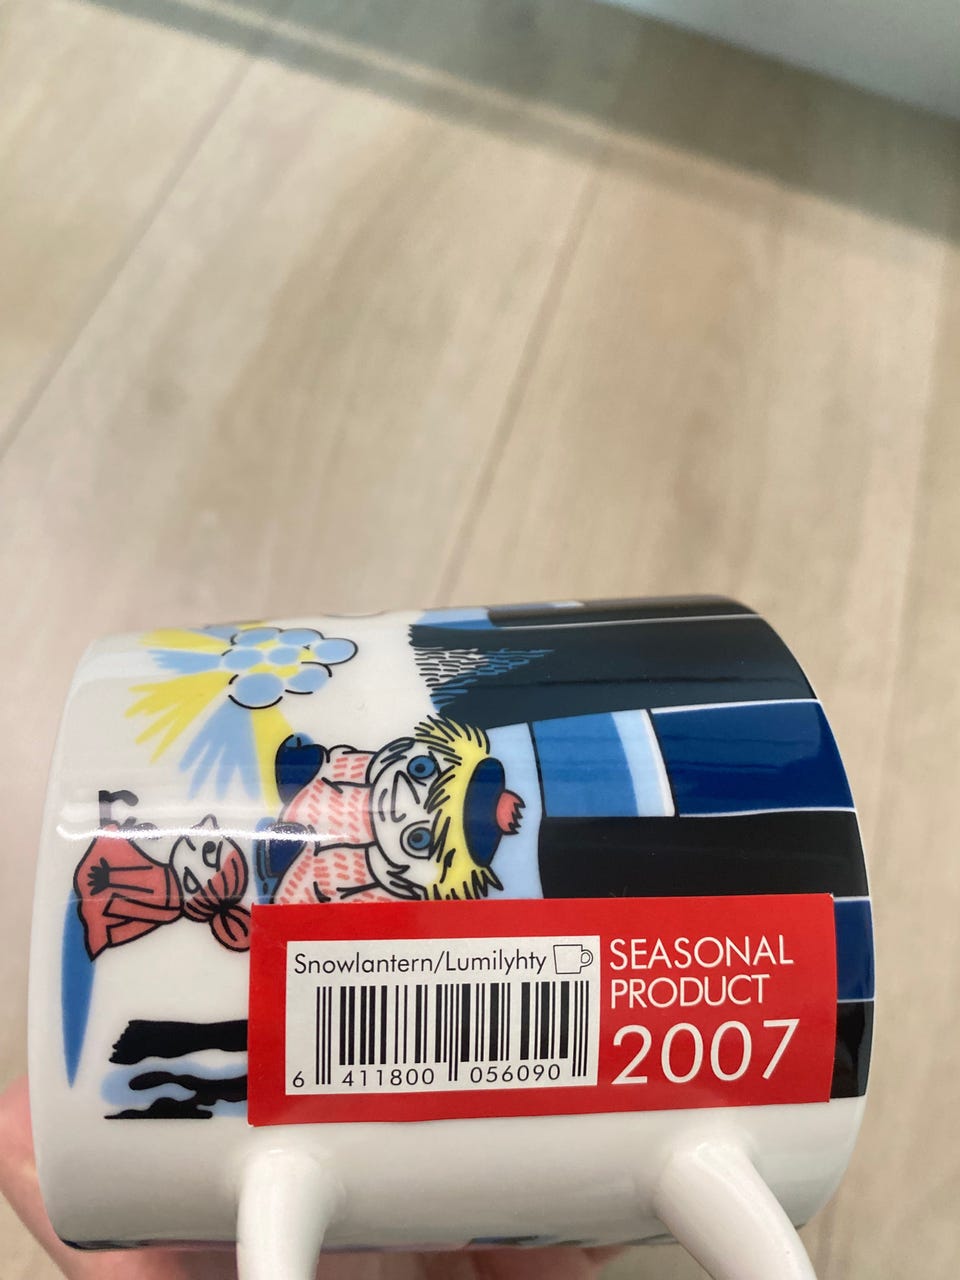 Snowlantern/Lumilyhty
6 411800 056090
SEASONAL
PRODUCT
2007